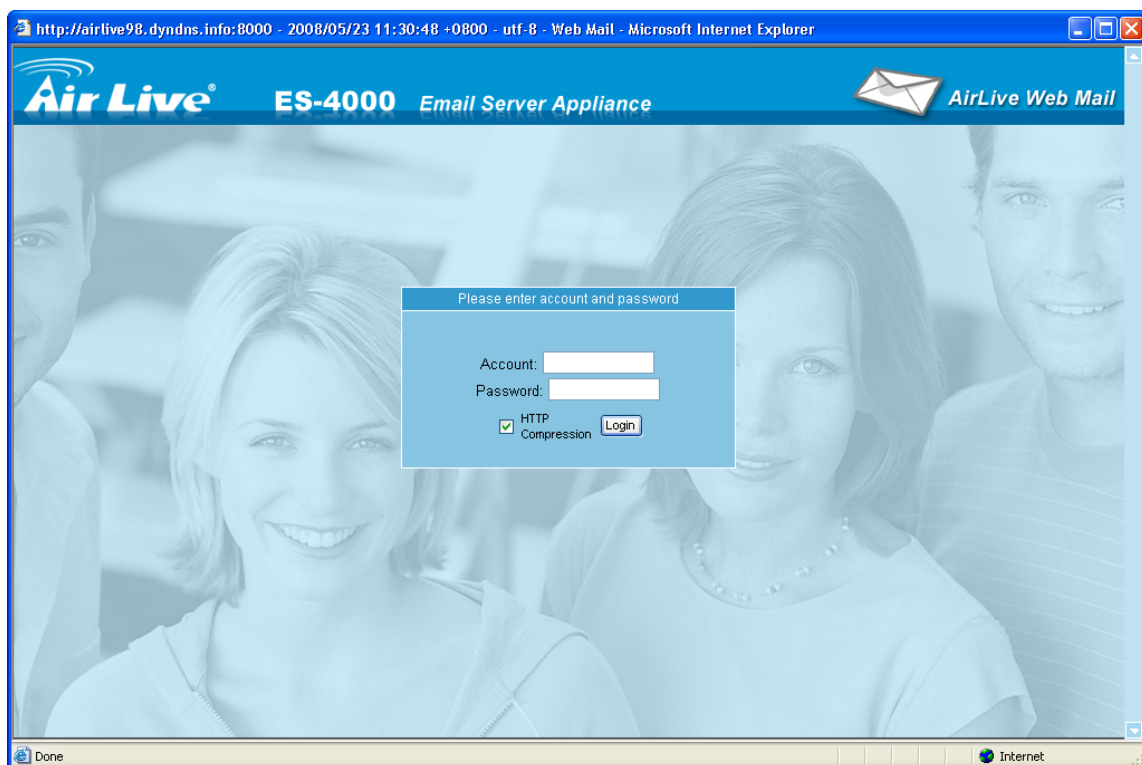 http://airlive98.dyndns.info:8000 - 2008/05/23 11:30:48 +0800 - utf-8 - Web Mail - Microsoft Internet Explorer
Air Live® ES-4000 Email Server Appliance AirLive Web Mail
Please enter account and password
Account:
Password:
HTTP
Compression Login
Done Internet